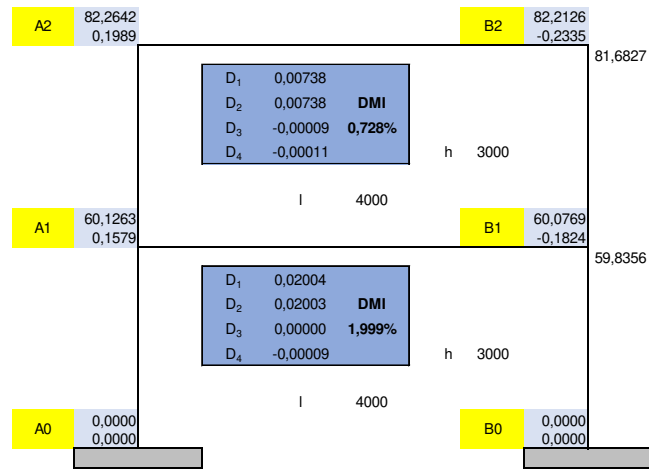 A2 82,2642 B2 82,2126
0,1989 -0,2335
81,6827
D₁ 0,00738
D₂ 0,00738 DMI
D₃ -0,00009 0,728%
D₄ -0,00011 h 3000
l 4000
A1 60,1263 B1 60,0769
0,1579 -0,1824
59,8356
D₁ 0,02004
D₂ 0,02003 DMI
D₃ 0,00000 1,999%
D₄ -0,00009 h 3000
l 4000
A0 0,0000 B0 0,0000
0,0000 0,0000